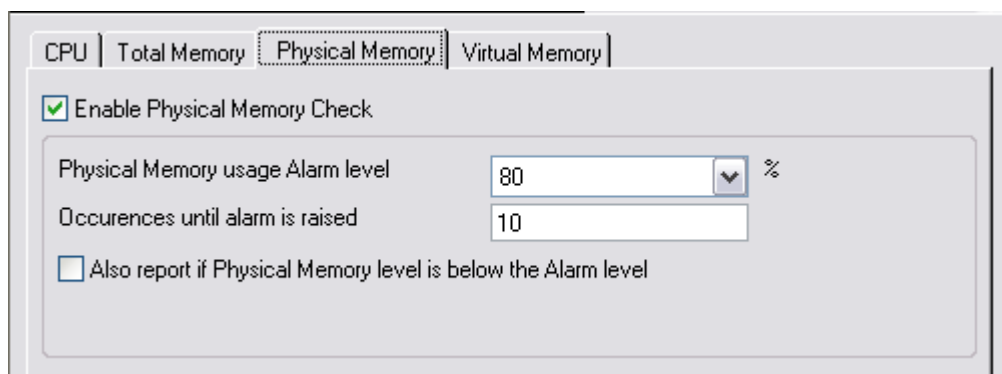 CPU Total Memory Physical Memory Virtual Memory
Enable Physical Memory Check
Physical Memory usage Alarm level 80 %
Occurences until alarm is raised 10
Also report if Physical Memory level is below the Alarm level